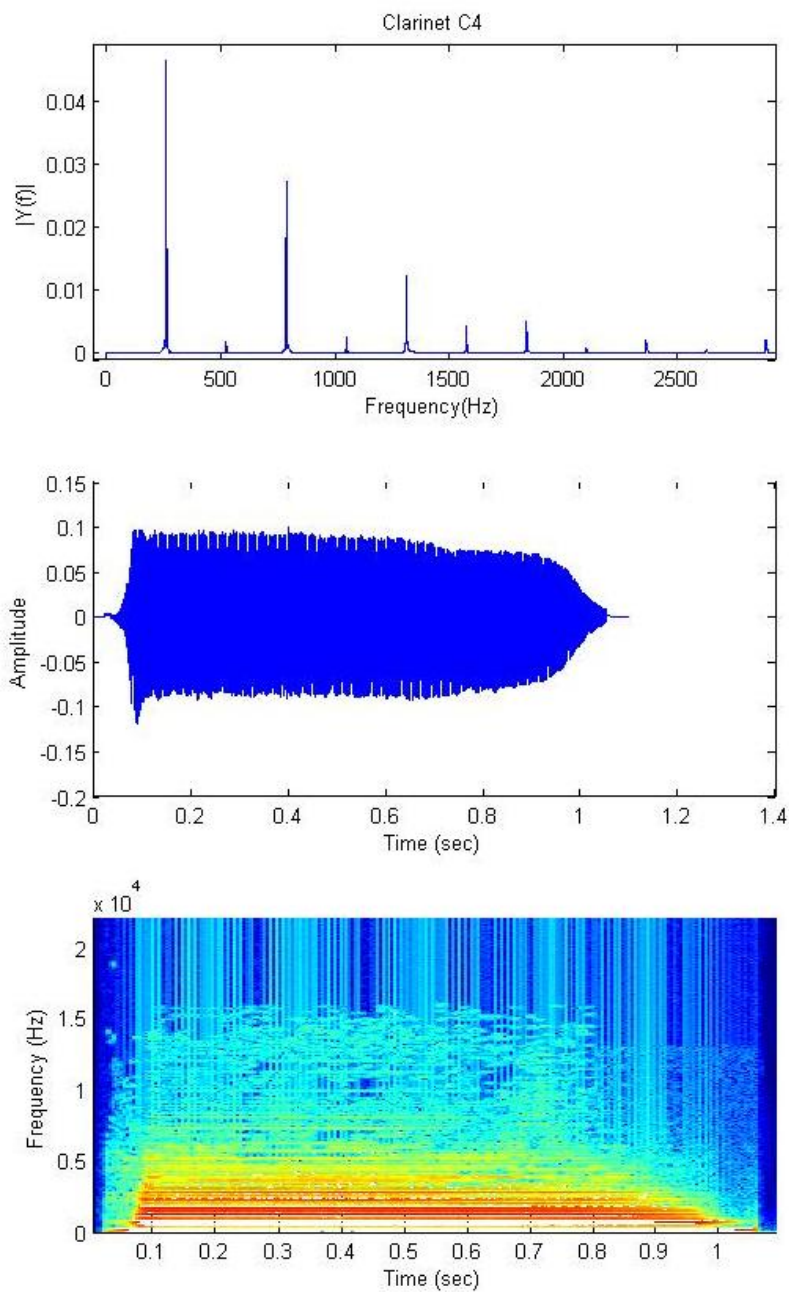 Clarinet C4
0.04
0.03
|Y(f)|
0.02
0.01
0
0 500 1000 1500 2000 2500
Frequency(Hz)
0.15
0.1
0.05
0
Amplitude
-0.05
-0.1
-0.15
-0.2
0 0.2 0.4 0.6 0.8 1 1.2 1.4
Time (sec)
x 10^4
2
1.5
Frequency (Hz)
1
0.5
0
0.1 0.2 0.3 0.4 0.5 0.6 0.7 0.8 0.9 1
Time (sec)